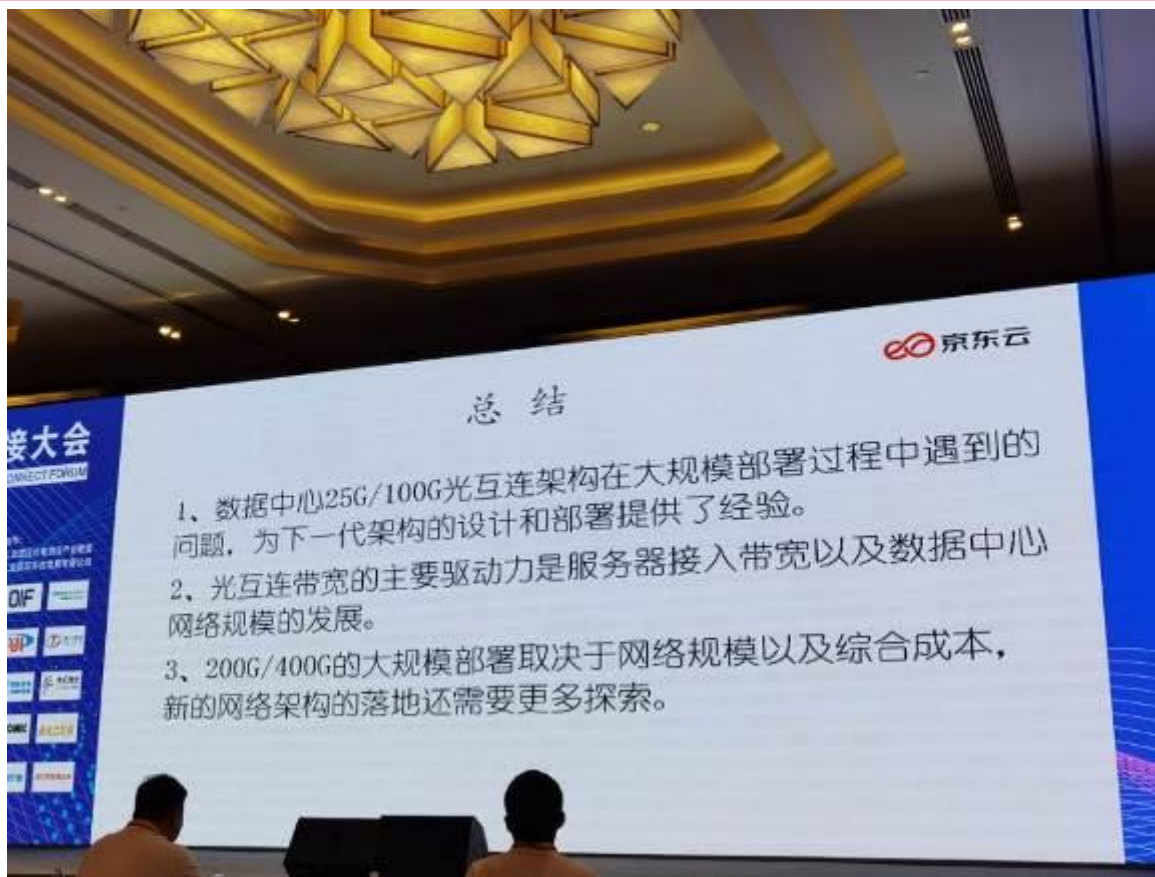 京东云
总 结
1、数据中心25G/100G光互连架构在大规模部署过程中遇到的
问题，为下一代架构的设计和部署提供了经验。
2、光互连带宽的主要驱动力是服务器接入带宽以及数据中心
网络规模的发展。
3、200G/400G的大规模部署取决于网络规模以及综合成本，
新的网络架构的落地还需要更多探索。
接大会
CONNECT FORUM
OIF